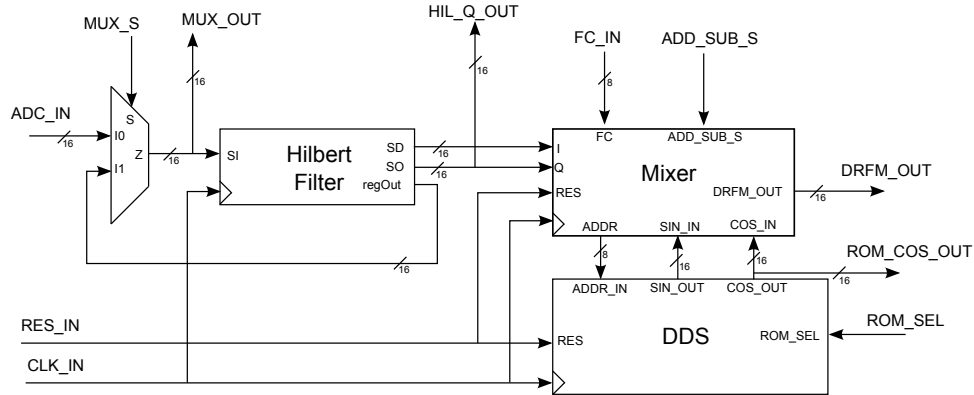 HIL_Q_OUT
MUX_S
MUX_OUT
FC_IN
ADD_SUB_S
16
16
8
ADC_IN
16
S
I0
I1
Z
16
SI
Hilbert
Filter
SD
SO
regOut
16
16
16
FC
ADD_SUB_S
I
Q
RES
Mixer
DRFM_OUT
16
DRFM_OUT
ADDR
SIN_IN
COS_IN
8
16
16
16
ROM_COS_OUT
ADDR_IN
SIN_OUT
COS_OUT
RES_IN
RES
DDS
ROM_SEL
ROM_SEL
CLK_IN